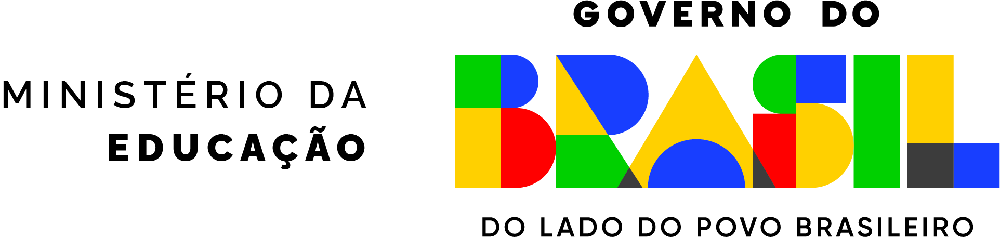 MINISTÉRIO DA
EDUCAÇÃO
GOVERNO DO
BRASIL
DO LADO DO POVO BRASILEIRO